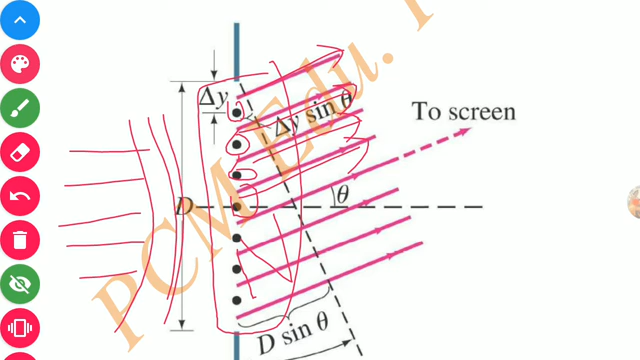 Δy
Δy sin θ
To screen
θ
D
D sin θ
PCM Edu.